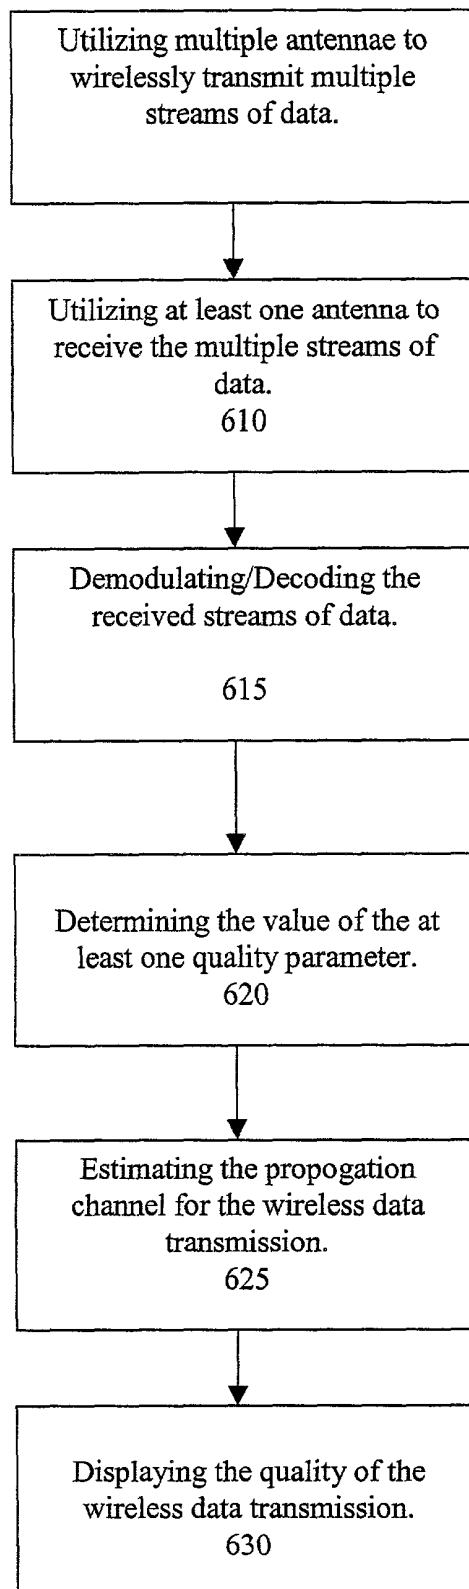 Utilizing multiple antennae to
wirelessly transmit multiple
streams of data.
Utilizing at least one antenna to
receive the multiple streams of
data.
610
Demodulating/Decoding the
received streams of data.
615
Determining the value of the at
least one quality parameter.
620
Estimating the propogation
channel for the wireless data
transmission.
625
Displaying the quality of the
wireless data transmission.
630